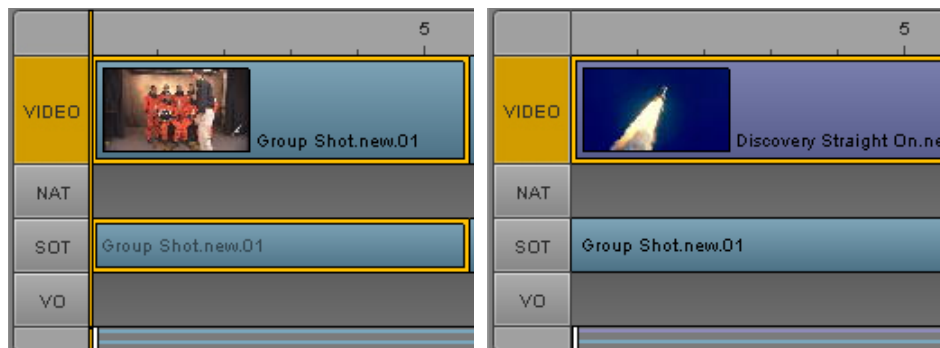 5
VIDEO
Group Shot.new.01
NAT
SOT
Group Shot.new.01
VO
5
VIDEO
Discovery Straight On.ne
NAT
SOT
Group Shot.new.01
VO